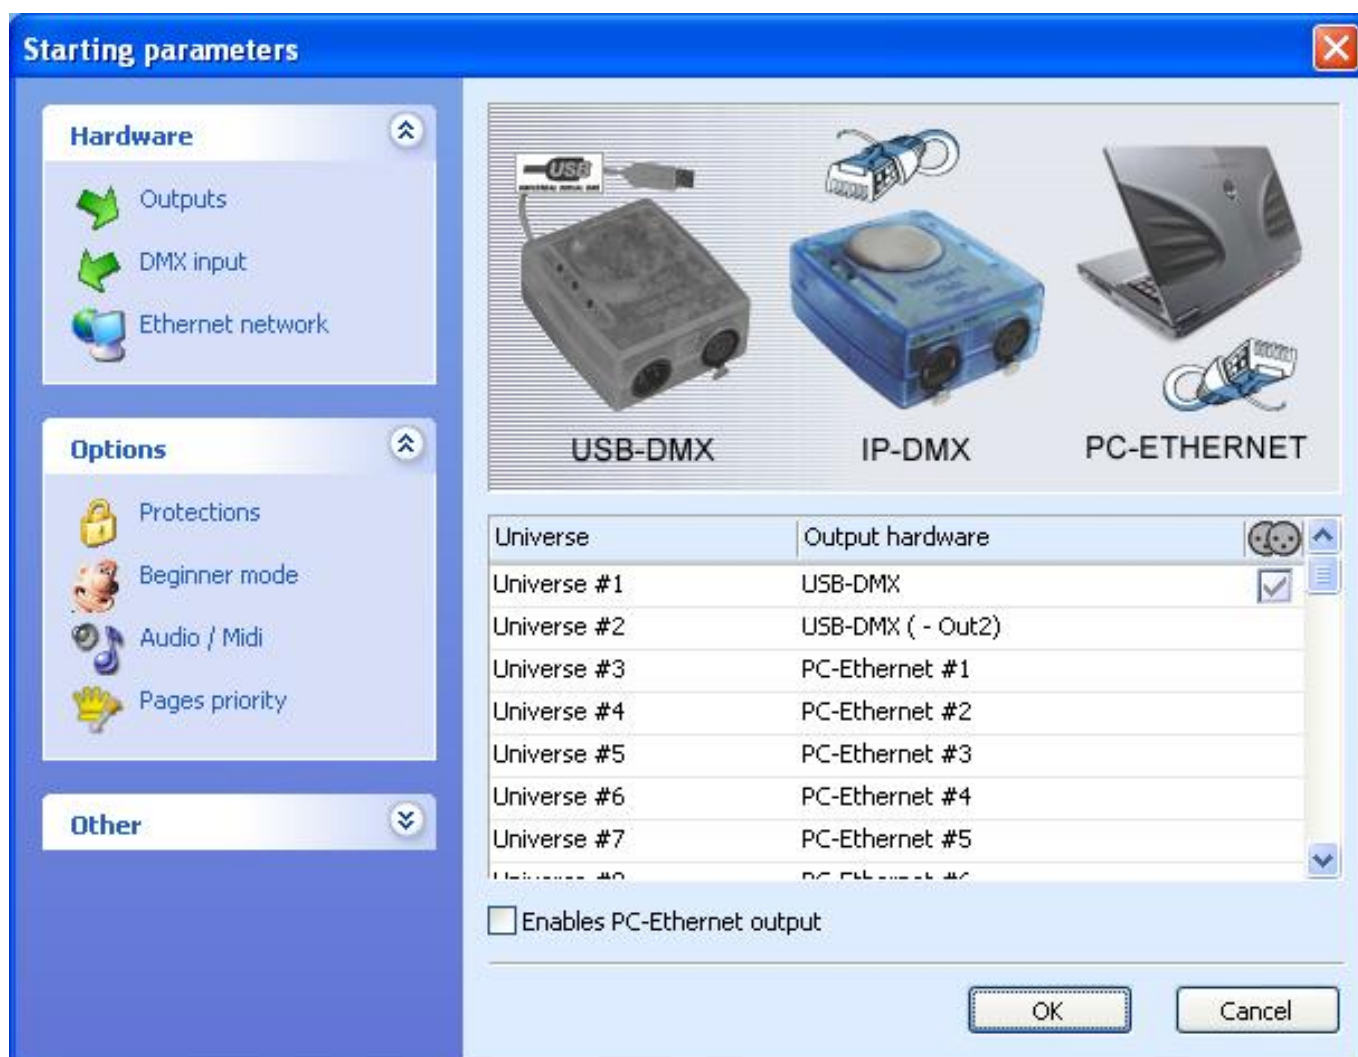 Starting parameters
Hardware
Outputs
DMX input
Ethernet network
Options
Protections
Beginner mode
Audio / Midi
Pages priority
Other
USB
USB-DMX
IP-DMX
PC-ETHERNET
Universe Output hardware
Universe #1 USB-DMX
Universe #2 USB-DMX ( - Out2)
Universe #3 PC-Ethernet #1
Universe #4 PC-Ethernet #2
Universe #5 PC-Ethernet #3
Universe #6 PC-Ethernet #4
Universe #7 PC-Ethernet #5
Enables PC-Ethernet output
OK Cancel